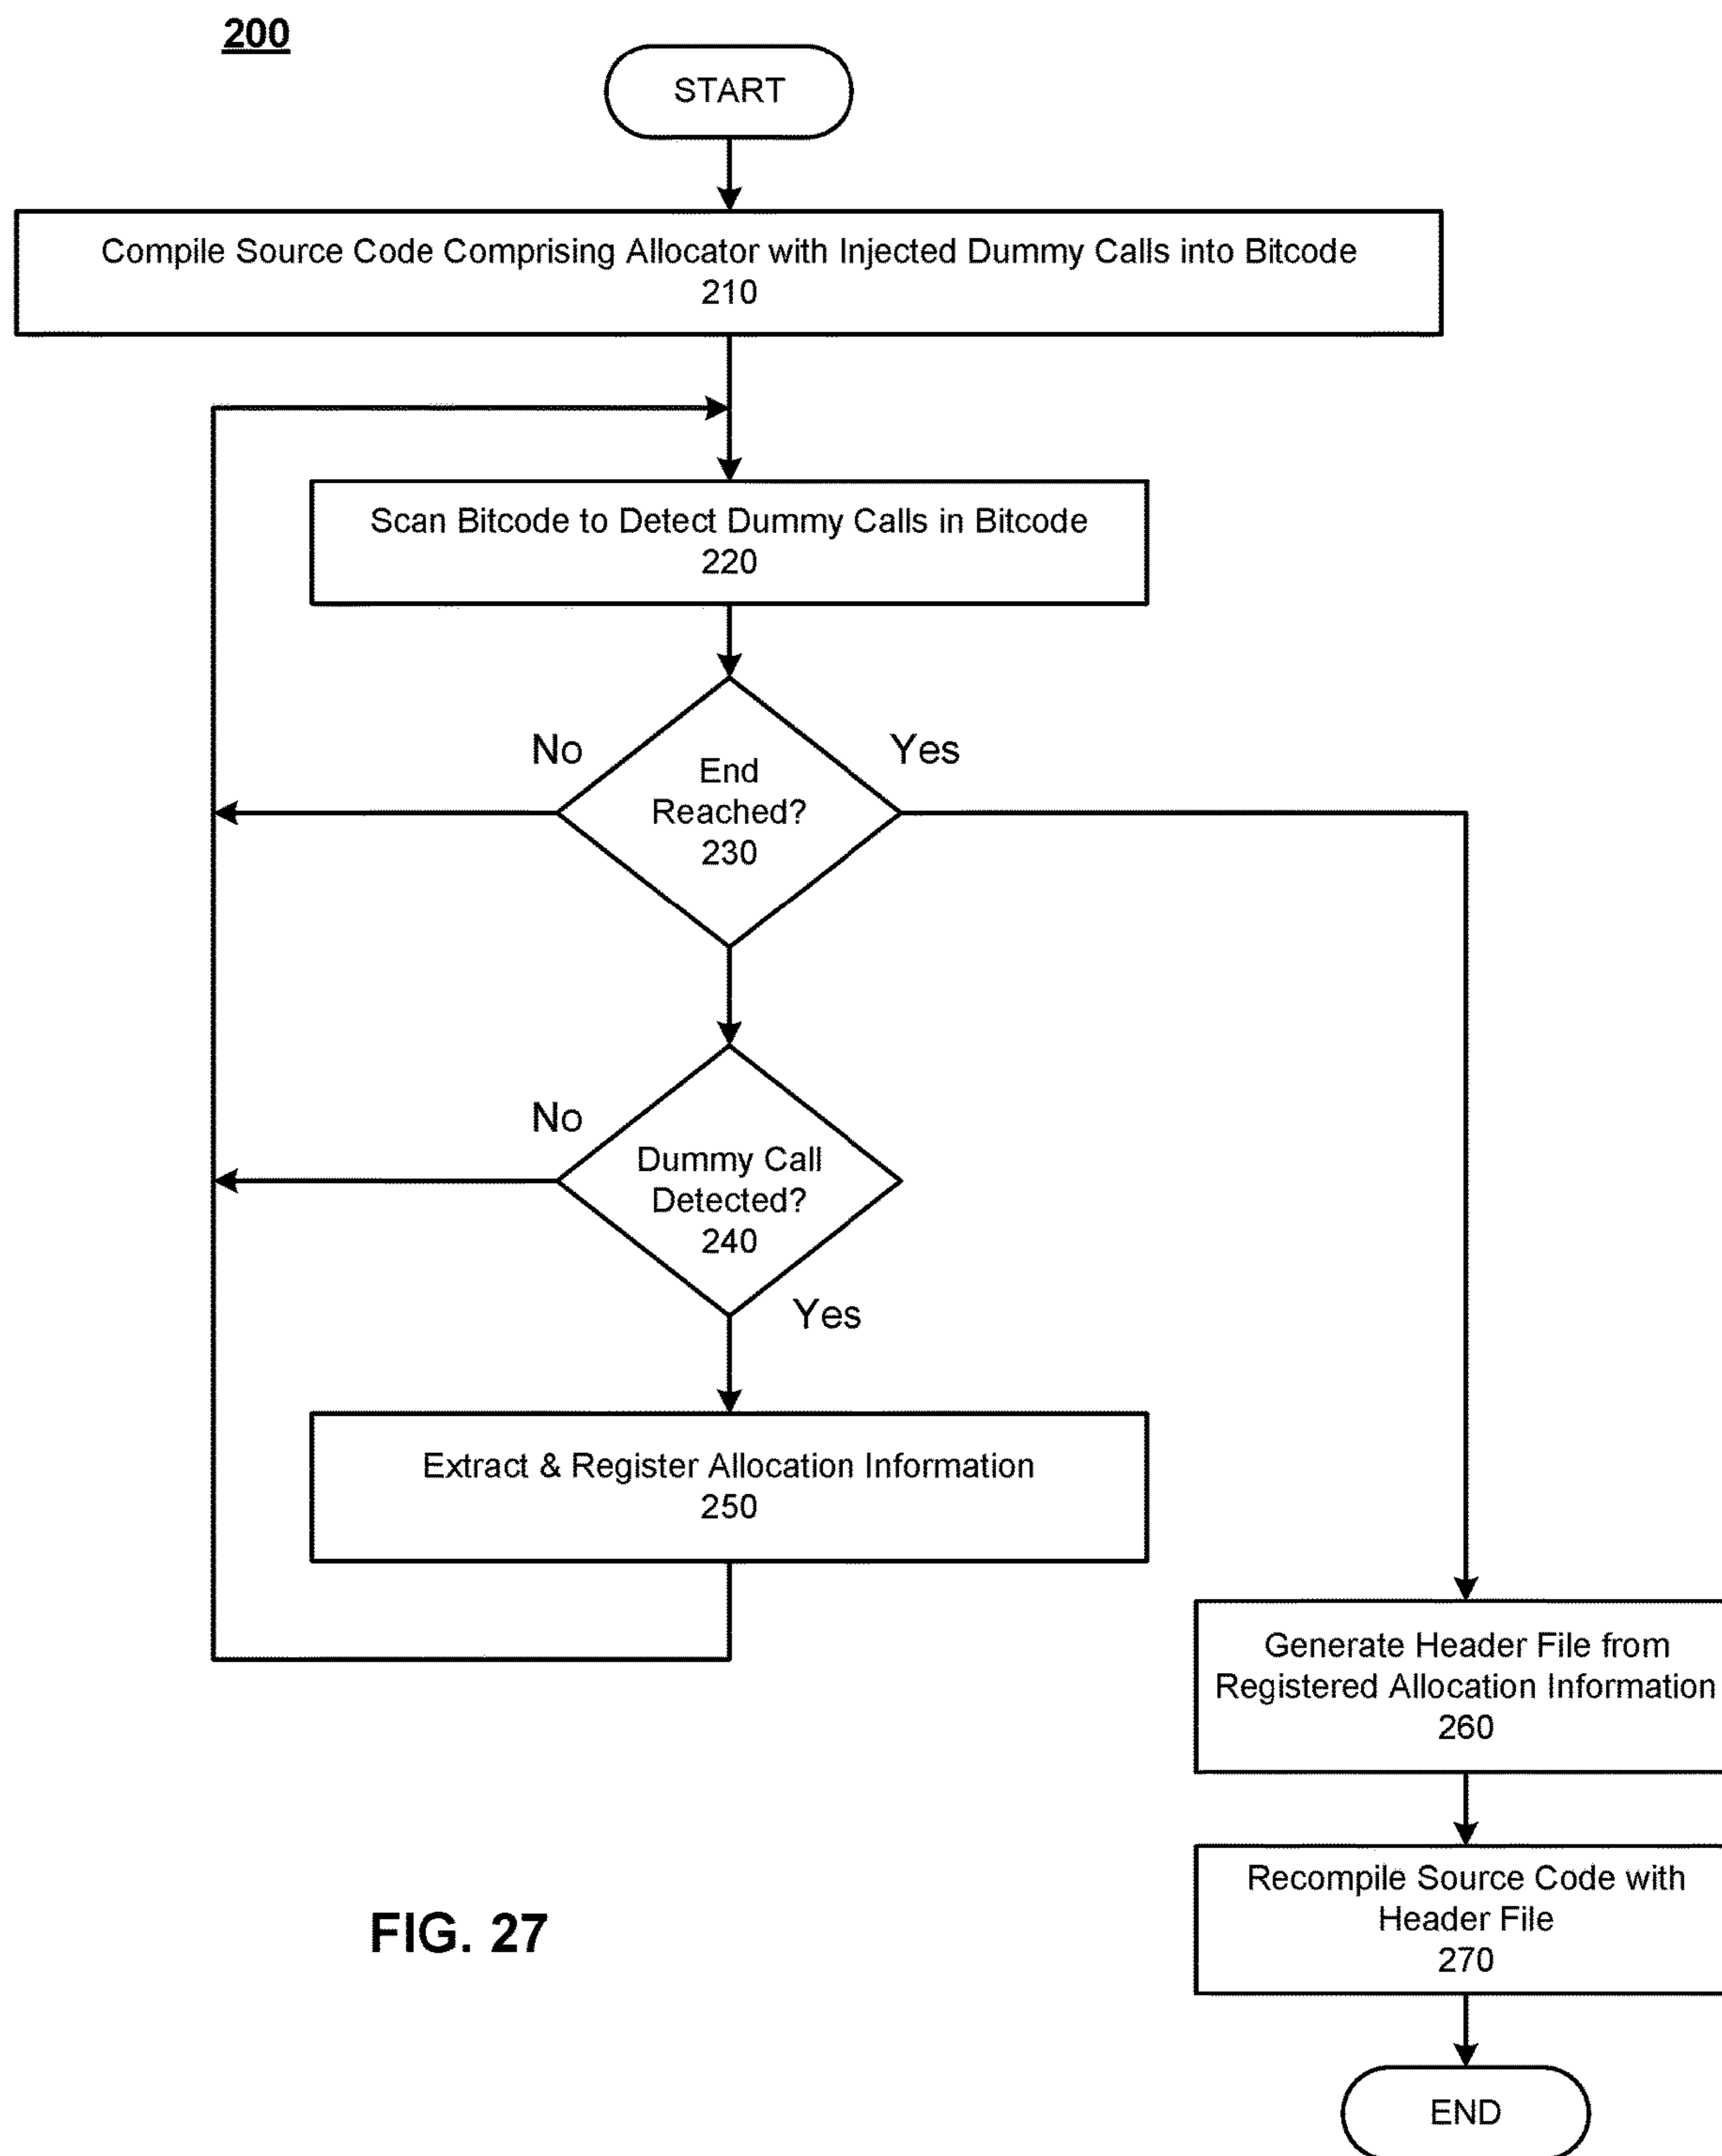 200
START
Compile Source Code Comprising Allocator with Injected Dummy Calls into Bitcode
210
Scan Bitcode to Detect Dummy Calls in Bitcode
220
No
Yes
End
Reached?
230
No
Dummy Call
Detected?
240
Yes
Extract & Register Allocation Information
250
Generate Header File from
Registered Allocation Information
260
Recompile Source Code with
Header File
270
FIG. 27
END